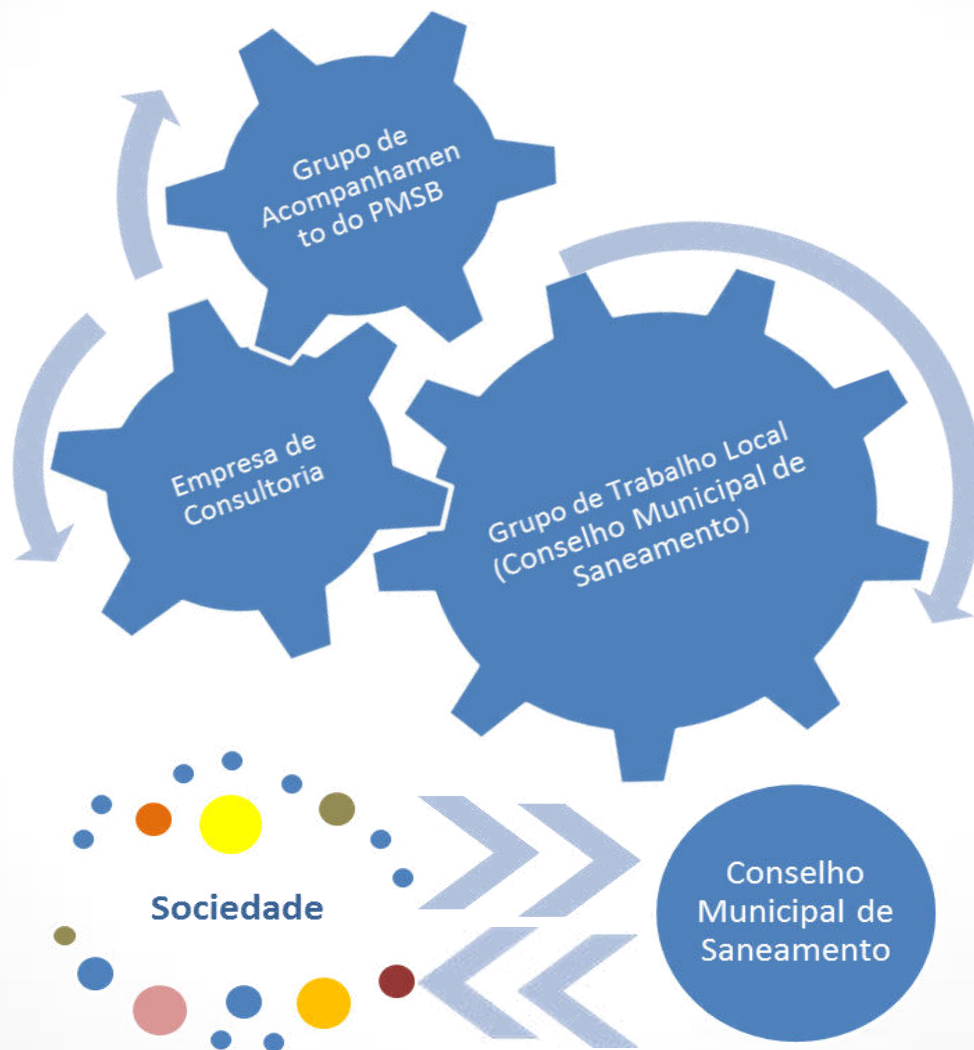 Grupo de
Acompanhamen
to do PMSB
Empresa de
Consultoria
Grupo de Trabalho Local
(Conselho Municipal de
Saneamento)
Sociedade
Conselho
Municipal de
Saneamento